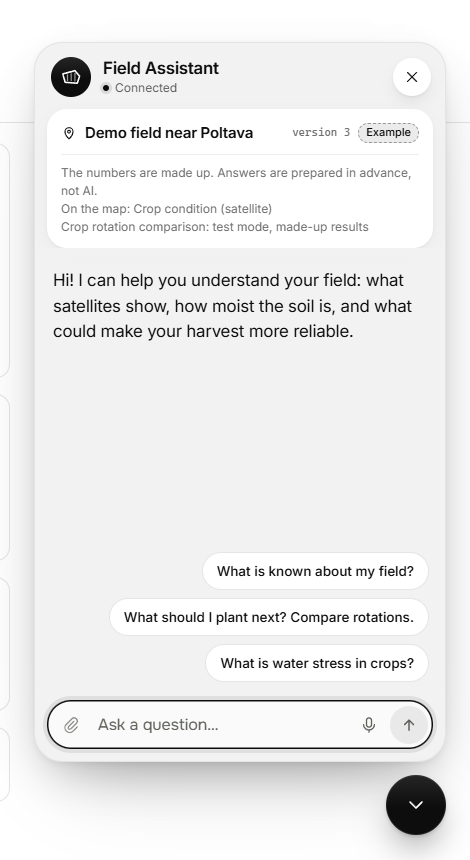 Field Assistant
Connected
Demo field near Poltava
version 3
Example
The numbers are made up. Answers are prepared in advance,
not AI.
On the map: Crop condition (satellite)
Crop rotation comparison: test mode, made-up results
Hi! I can help you understand your field: what
satellites show, how moist the soil is, and what
could make your harvest more reliable.
What is known about my field?
What should I plant next? Compare rotations.
What is water stress in crops?
Ask a question...